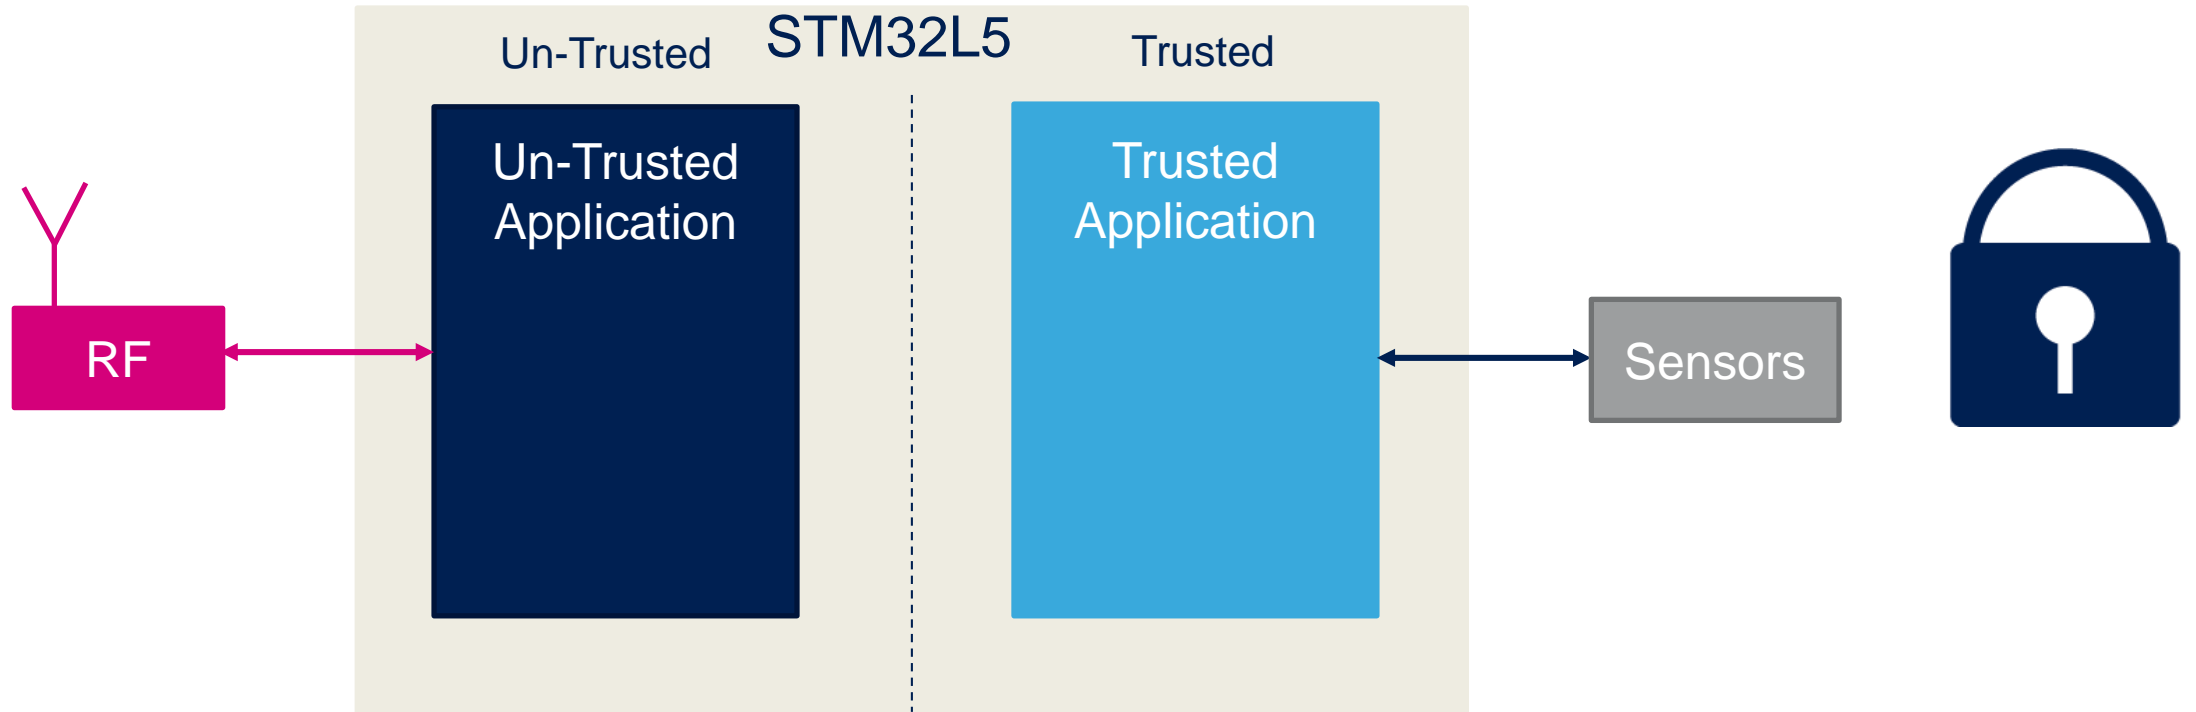 STM32L5
Un-Trusted
Trusted
Un-Trusted
Application
Trusted
Application
RF
Sensors